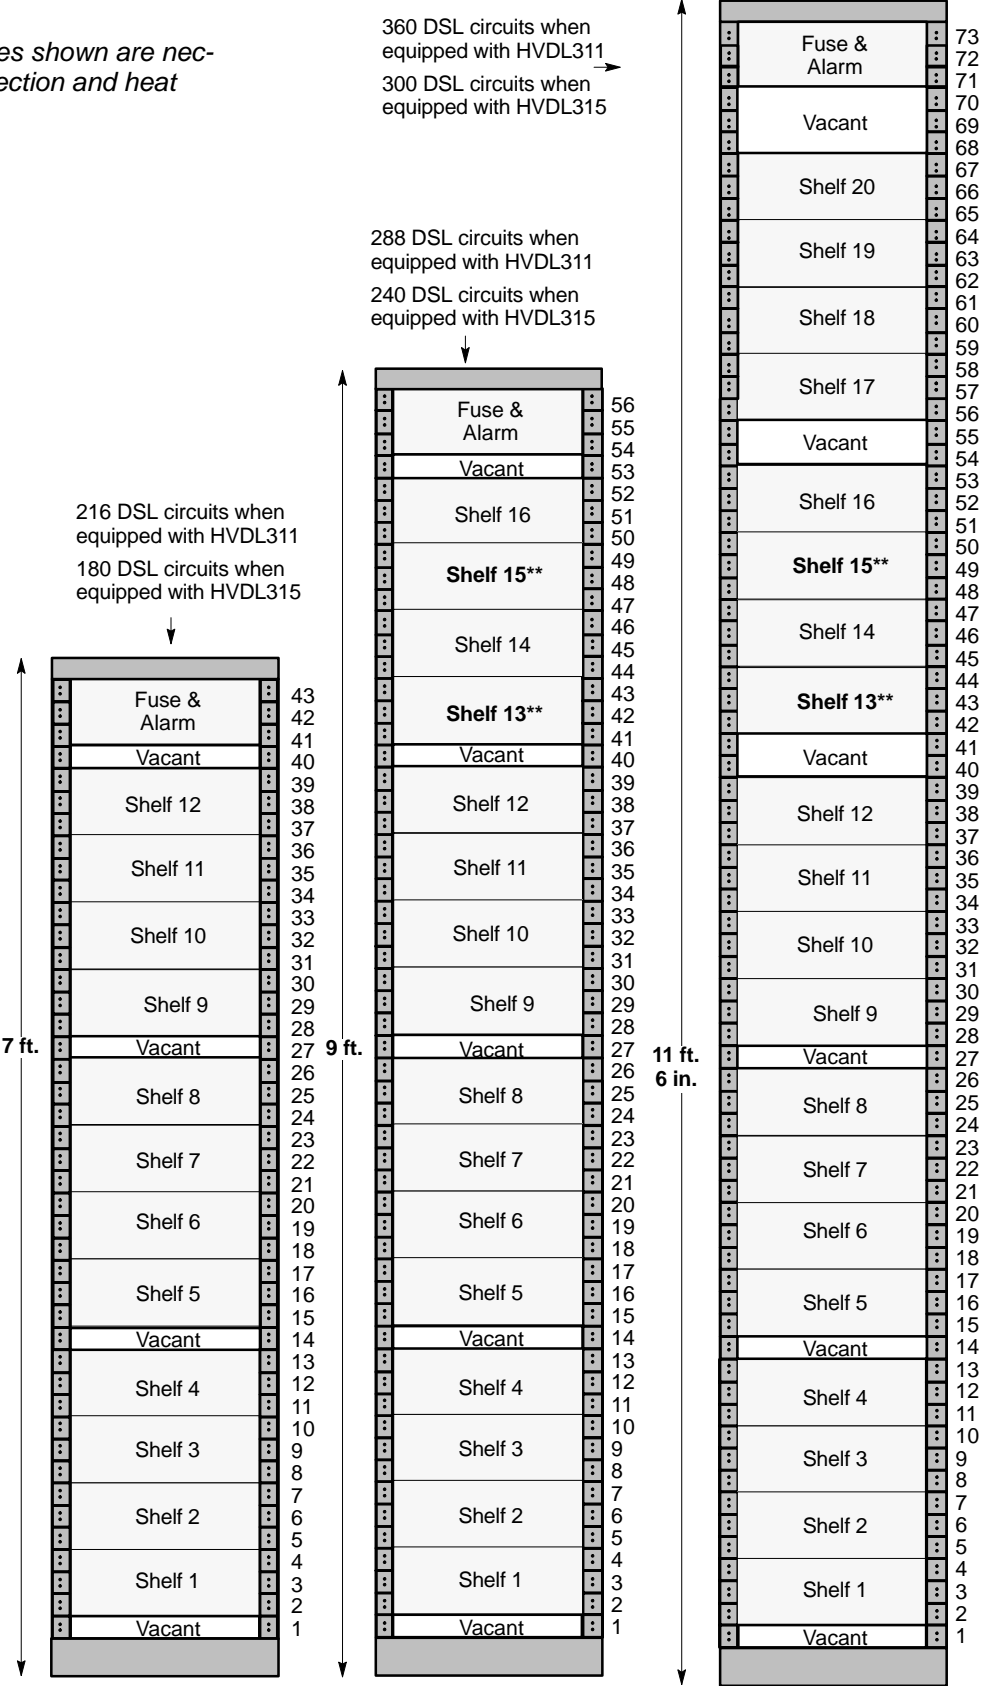 es shown are nec-
ection and heat
216 DSL circuits when
equipped with HVDL311
180 DSL circuits when
equipped with HVDL315
7 ft.
Fuse &
Alarm
Vacant
Shelf 12
Shelf 11
Shelf 10
Shelf 9
Vacant
Shelf 8
Shelf 7
Shelf 6
Shelf 5
Vacant
Shelf 4
Shelf 3
Shelf 2
Shelf 1
Vacant
43
42
41
40
39
38
37
36
35
34
33
32
31
30
29
28
27
26
25
24
23
22
21
20
19
18
17
16
15
14
13
12
11
10
9
8
7
6
5
4
3
2
1
288 DSL circuits when
equipped with HVDL311
240 DSL circuits when
equipped with HVDL315
9 ft.
Fuse &
Alarm
Vacant
Shelf 16
Shelf 15**
Shelf 14
Shelf 13**
Vacant
Shelf 12
Shelf 11
Shelf 10
Shelf 9
Vacant
Shelf 8
Shelf 7
Shelf 6
Shelf 5
Vacant
Shelf 4
Shelf 3
Shelf 2
Shelf 1
Vacant
56
55
54
53
52
51
50
49
48
47
46
45
44
43
42
41
40
39
38
37
36
35
34
33
32
31
30
29
28
27
26
25
24
23
22
21
20
19
18
17
16
15
14
13
12
11
10
9
8
7
6
5
4
3
2
1
360 DSL circuits when
equipped with HVDL311
300 DSL circuits when
equipped with HVDL315
11 ft.
6 in.
Fuse &
Alarm
Vacant
Shelf 20
Shelf 19
Shelf 18
Shelf 17
Vacant
Shelf 16
Shelf 15**
Shelf 14
Shelf 13**
Vacant
Shelf 12
Shelf 11
Shelf 10
Shelf 9
Vacant
Shelf 8
Shelf 7
Shelf 6
Shelf 5
Vacant
Shelf 4
Shelf 3
Shelf 2
Shelf 1
Vacant
73
72
71
70
69
68
67
66
65
64
63
62
61
60
59
58
57
56
55
54
53
52
51
50
49
48
47
46
45
44
43
42
41
40
39
38
37
36
35
34
33
32
31
30
29
28
27
26
25
24
23
22
21
20
19
18
17
16
15
14
13
12
11
10
9
8
7
6
5
4
3
2
1